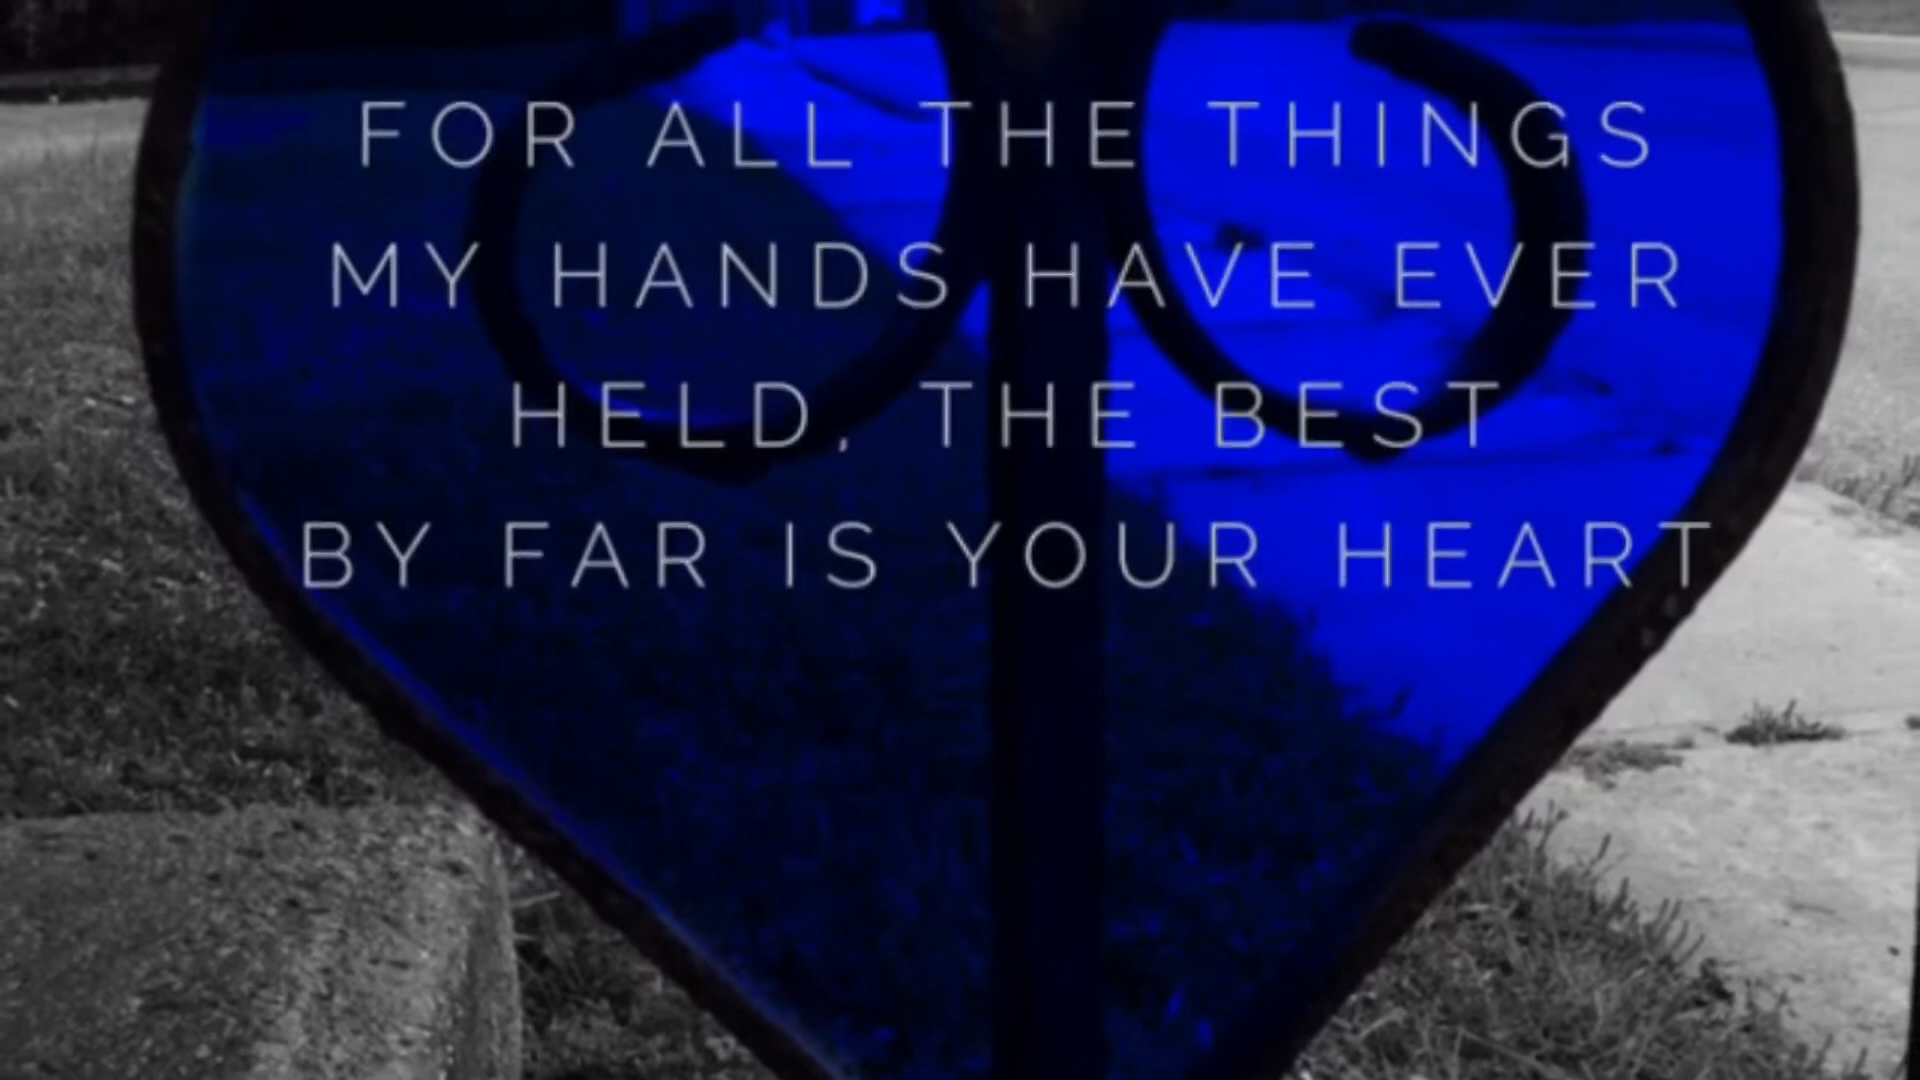 FOR ALL THE THINGS
MY HANDS HAVE EVER
HELD, THE BEST
BY FAR IS YOUR HEART